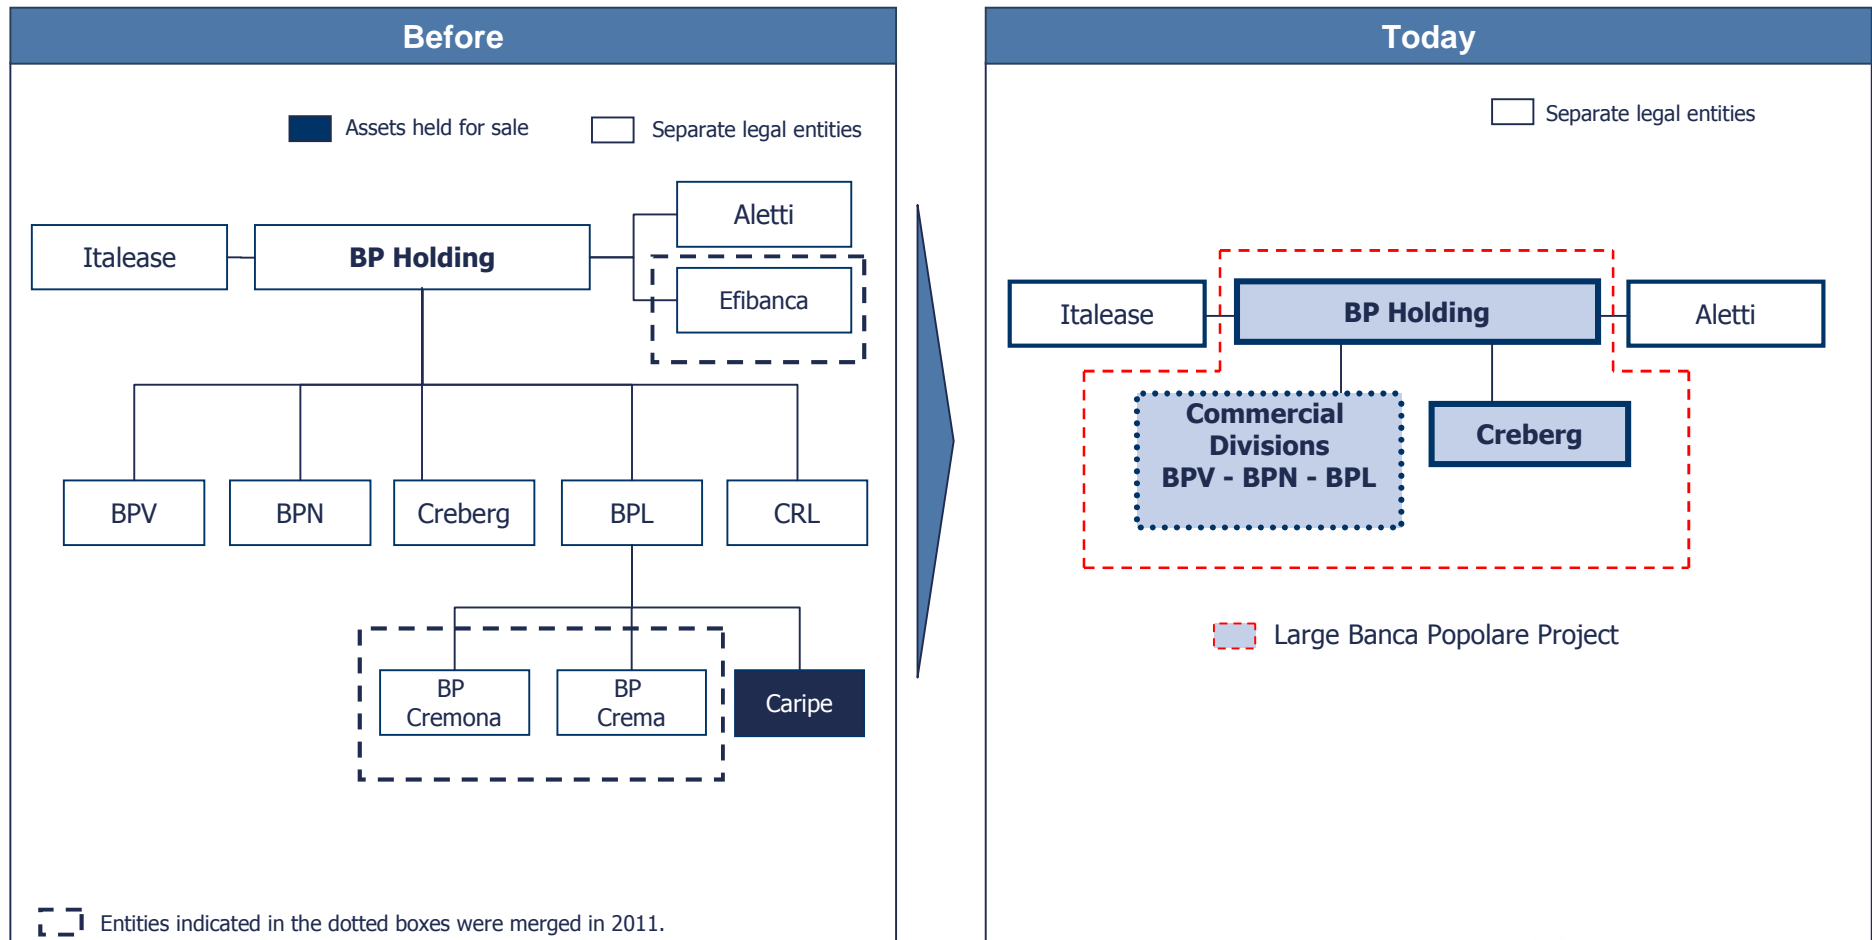 Before
Assets held for sale
Separate legal entities
Aletti
Italease
BP Holding
Efibanca
BPV
BPN
Creberg
BPL
CRL
BP
Cremona
BP
Crema
Caripe
Entities indicated in the dotted boxes were merged in 2011.
Today
Separate legal entities
Italease
BP Holding
Aletti
Commercial
Divisions
BPV - BPN - BPL
Creberg
Large Banca Popolare Project